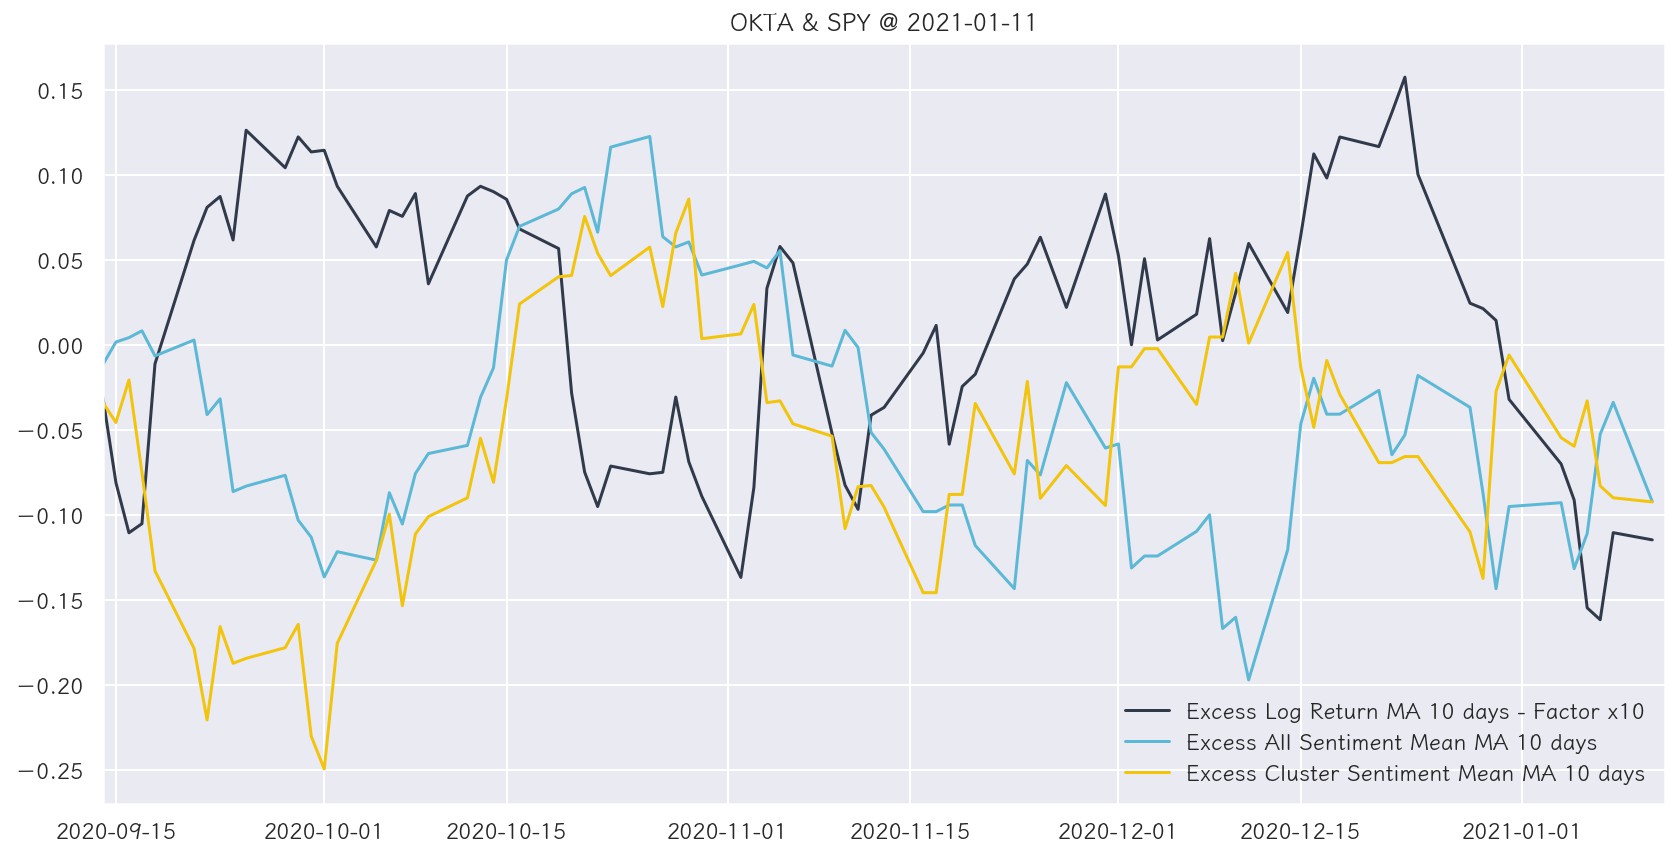 OKTA & SPY @ 2021-01-11
0.15
0.10
0.05
0.00
−0.05
−0.10
−0.15
−0.20
−0.25
Excess Log Return MA 10 days - Factor x10
Excess All Sentiment Mean MA 10 days
Excess Cluster Sentiment Mean MA 10 days
2020-09-15 2020-10-01 2020-10-15 2020-11-01 2020-11-15 2020-12-01 2020-12-15 2021-01-01